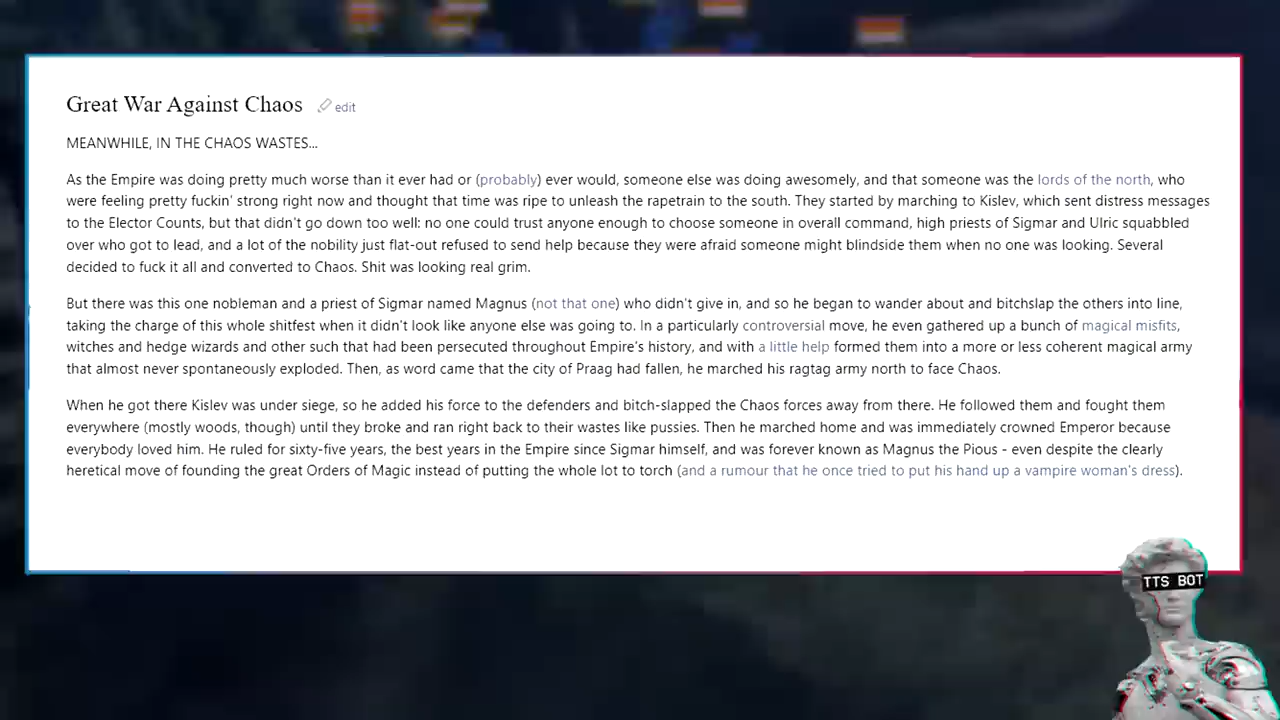 Great War Against Chaos edit
MEANWHILE, IN THE CHAOS WASTES...
As the Empire was doing pretty much worse than it ever had or (probably) ever would, someone else was doing awesomely, and that someone was the lords of the north, who
were feeling pretty fuckin' strong right now and thought that time was ripe to unleash the rapetrain to the south. They started by marching to Kislev, which sent distress messages
to the Elector Counts, but that didn't go down too well: no one could trust anyone enough to choose someone in overall command, high priests of Sigmar and Ulric squabbled
over who got to lead, and a lot of the nobility just flat-out refused to send help because they were afraid someone might blindside them when no one was looking. Several
decided to fuck it all and converted to Chaos. Shit was looking real grim.
But there was this one nobleman and a priest of Sigmar named Magnus (not that one) who didn't give in, and so he began to wander about and bitchslap the others into line,
taking the charge of this whole shitfest when it didn't look like anyone else was going to. In a particularly controversial move, he even gathered up a bunch of magical misfits,
witches and hedge wizards and other such that had been persecuted throughout Empire's history, and with a little help formed them into a more or less coherent magical army
that almost never spontaneously exploded. Then, as word came that the city of Praag had fallen, he marched his ragtag army north to face Chaos.
When he got there Kislev was under siege, so he added his force to the defenders and bitch-slapped the Chaos forces away from there. He followed them and fought them
everywhere (mostly woods, though) until they broke and ran right back to their wastes like pussies. Then he marched home and was immediately crowned Emperor because
everybody loved him. He ruled for sixty-five years, the best years in the Empire since Sigmar himself, and was forever known as Magnus the Pious - even despite the clearly
heretical move of founding the great Orders of Magic instead of putting the whole lot to torch (and a rumour that he once tried to put his hand up a vampire woman's dress).
TTS BOT